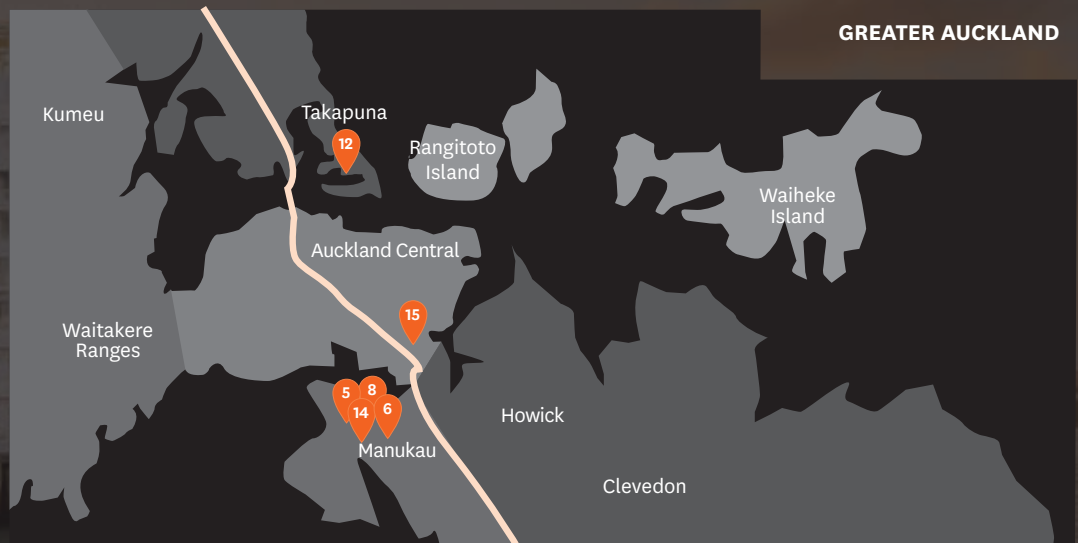 GREATER AUCKLAND
Kumeu
Takapuna
12
Rangitoto
Island
Waiheke
Island
Auckland Central
15
Waitakere
Ranges
5
8
14
6
Howick
Manukau
Clevedon